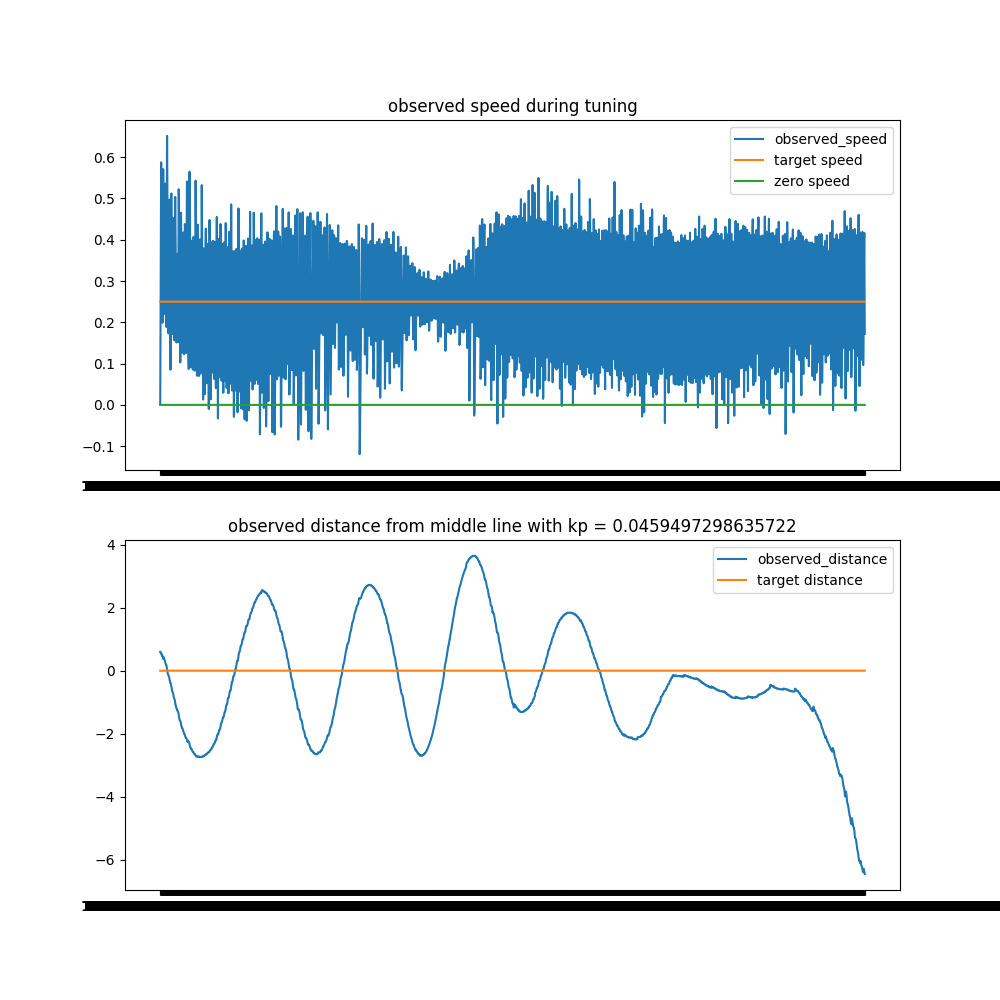 observed speed during tuning
observed_speed
target speed
zero speed
0.6
0.5
0.4
0.3
0.2
0.1
0.0
−0.1
observed distance from middle line with kp = 0.0459497298635722
observed_distance
target distance
4
2
0
−2
−4
−6